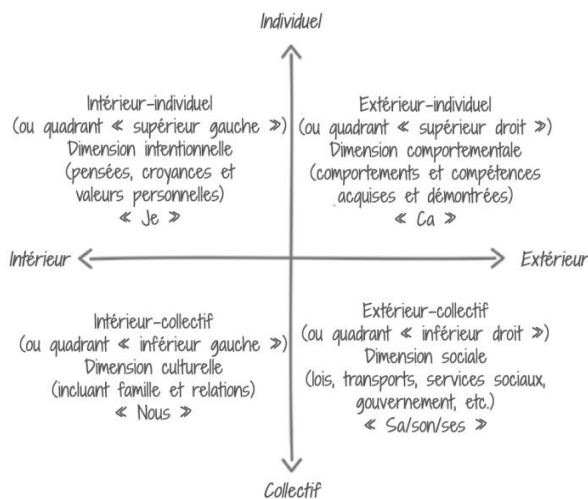 Individuel
Intérieur-individuel
(ou quadrant « supérieur gauche »)
Dimension intentionnelle
(pensées, croyances et
valeurs personnelles)
« Je »
Extérieur-individuel
(ou quadrant « supérieur droit »)
Dimension comportementale
(comportements et compétences
acquises et démontrées)
« Ca »
Intérieur
Extérieur
Intérieur-collectif
(ou quadrant « inférieur gauche »)
Dimension culturelle
(incluant famille et relations)
« Nous »
Extérieur-collectif
(ou quadrant « inférieur droit »)
Dimension sociale
(lois, transports, services sociaux,
gouvernement, etc.)
« Sa/son/ses »
Collectif